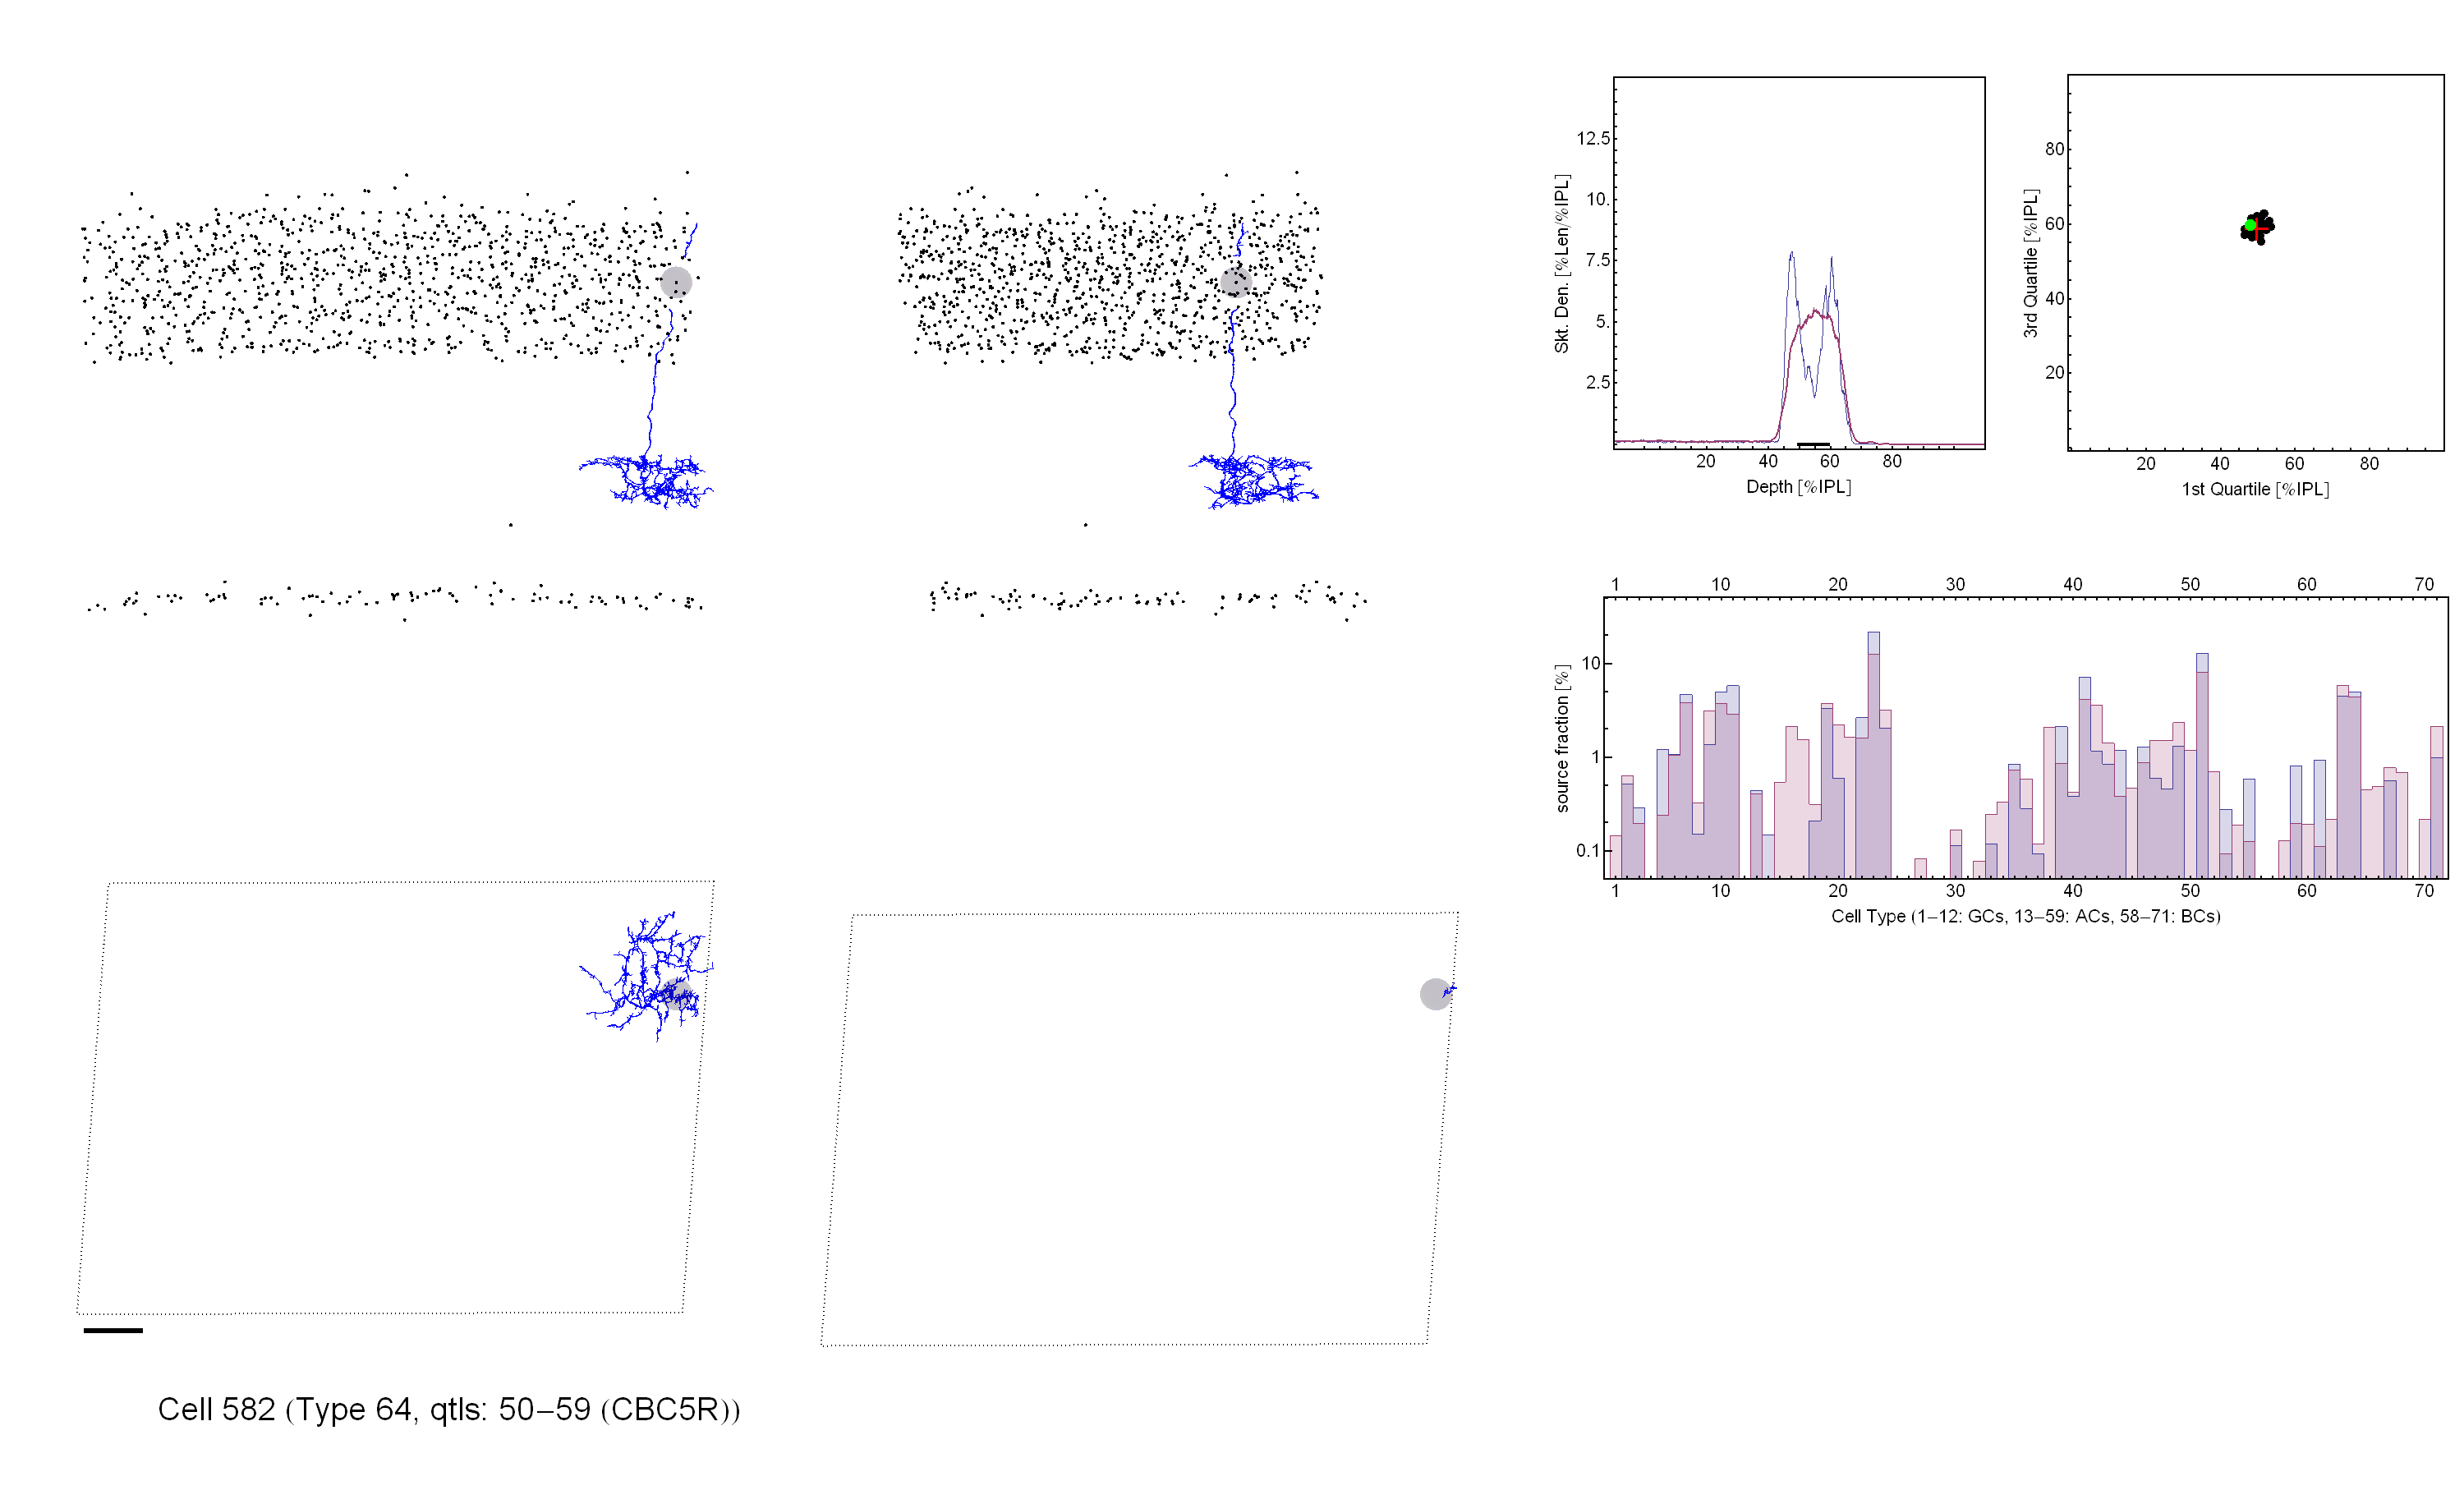 12.5
10.
7.5
5.
2.5
Skt. Den. [%Len/%IPL]
20 40 60 80
Depth [%IPL]
80
60
40
20
3rd Quartile [%IPL]
20 40 60 80
1st Quartile [%IPL]
1 10 20 30 40 50 60 70
10
1
0.1
source fraction [%]
1 10 20 30 40 50 60 70
Cell Type (1–12: GCs, 13–59: ACs, 58–71: BCs)
Cell 582 (Type 64, qtls: 50–59 (CBC5R))